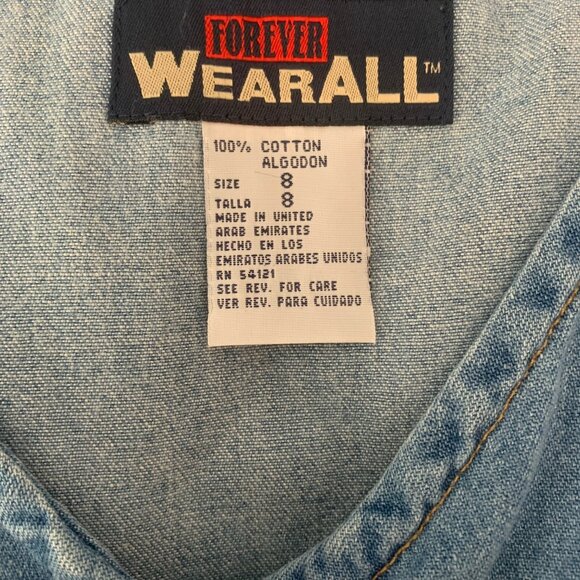 FOREVER
WEARALL™
100% COTTON
ALGODON
SIZE 8
TALLA 8
MADE IN UNITED
ARAB EMIRATES
HECHO EN LOS
EMIRATOS ARABES UNIDOS
RN 54121
SEE REV. FOR CARE
VER REV. PARA CUIDADO